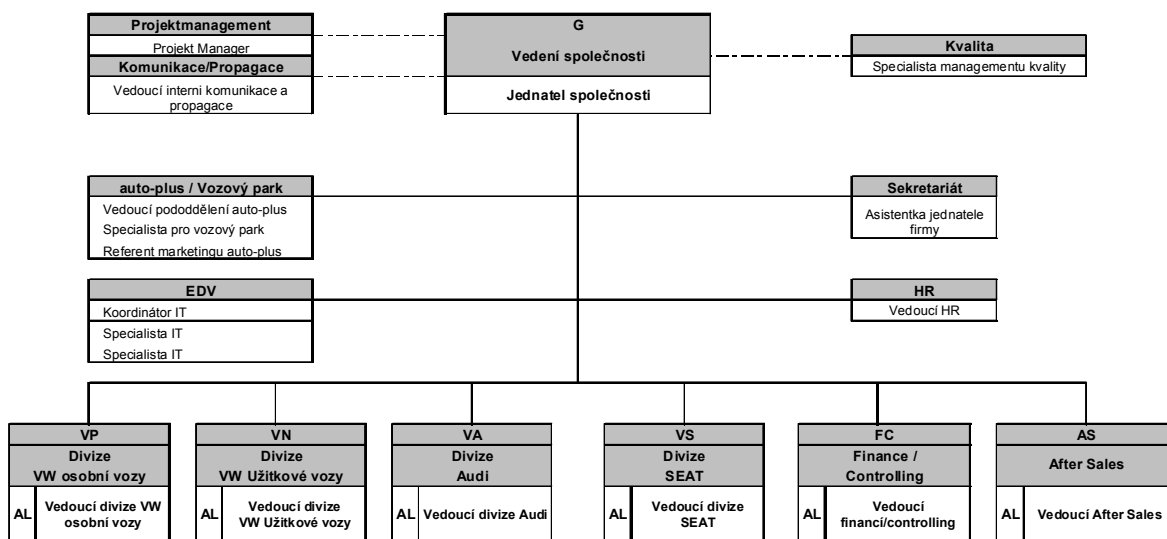 Projektmanagement
Projekt Manager
Komunikace/Propagace
Vedoucí interni komunikace a
propagace
G
Vedení společnosti
Jednatel společnosti
Kvalita
Specialista managementu kvality
auto-plus / Vozový park
Vedoucí pododdělení auto-plus
Specialista pro vozový park
Referent marketingu auto-plus
Sekretariát
Asistentka jednatele
firmy
EDV
Koordinátor IT
Specialista IT
Specialista IT
HR
Vedoucí HR
VP
Divize
VW osobní vozy
AL
Vedoucí divize VW
osobní vozy
VN
Divize
VW Užitkové vozy
AL
Vedoucí divize
VW Užitkové vozy
VA
Divize
Audi
AL
Vedoucí divize Audi
VS
Divize
SEAT
AL
Vedoucí divize
SEAT
FC
Finance /
Controlling
AL
Vedoucí
financí/controlling
AS
After Sales
AL
Vedoucí After Sales